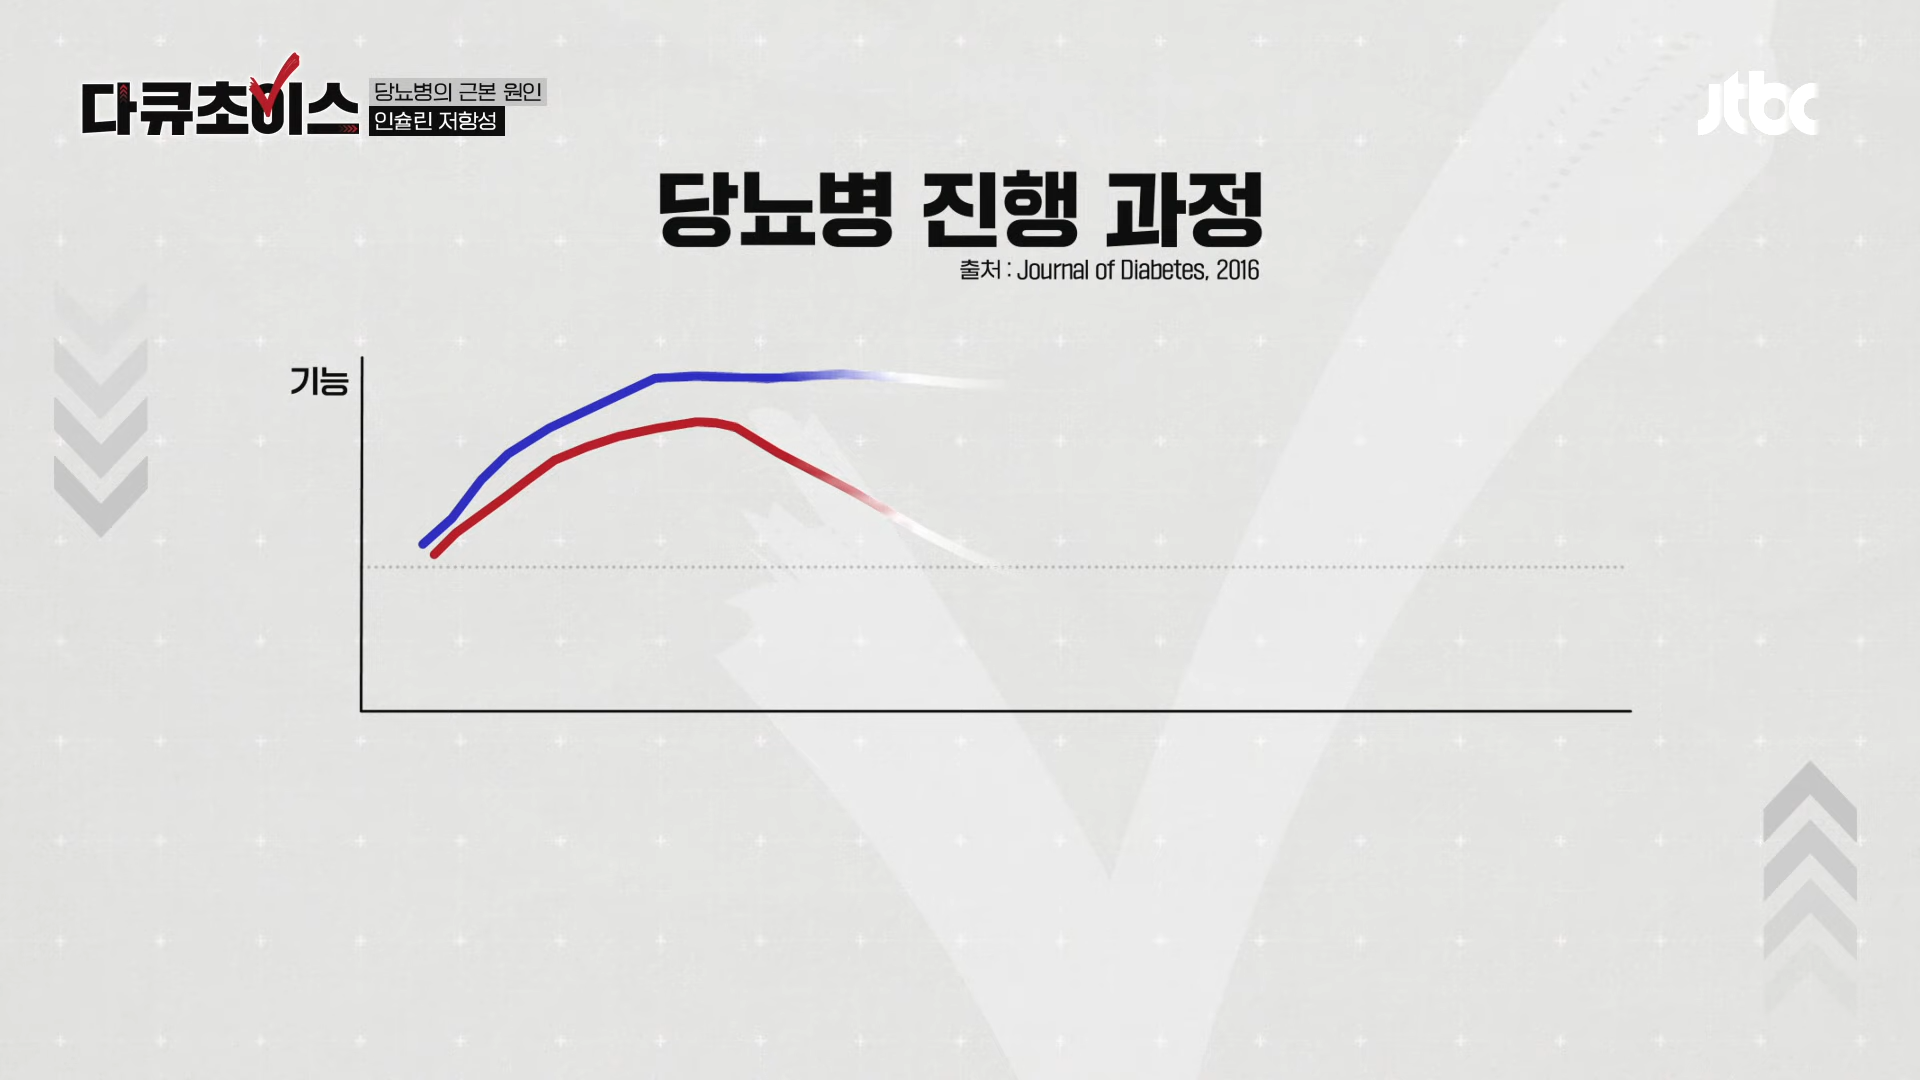 다큐초이스
당뇨병의 근본 원인
인슐린 저항성
jtbc
당뇨병 진행 과정
출처 : Journal of Diabetes, 2016
기능